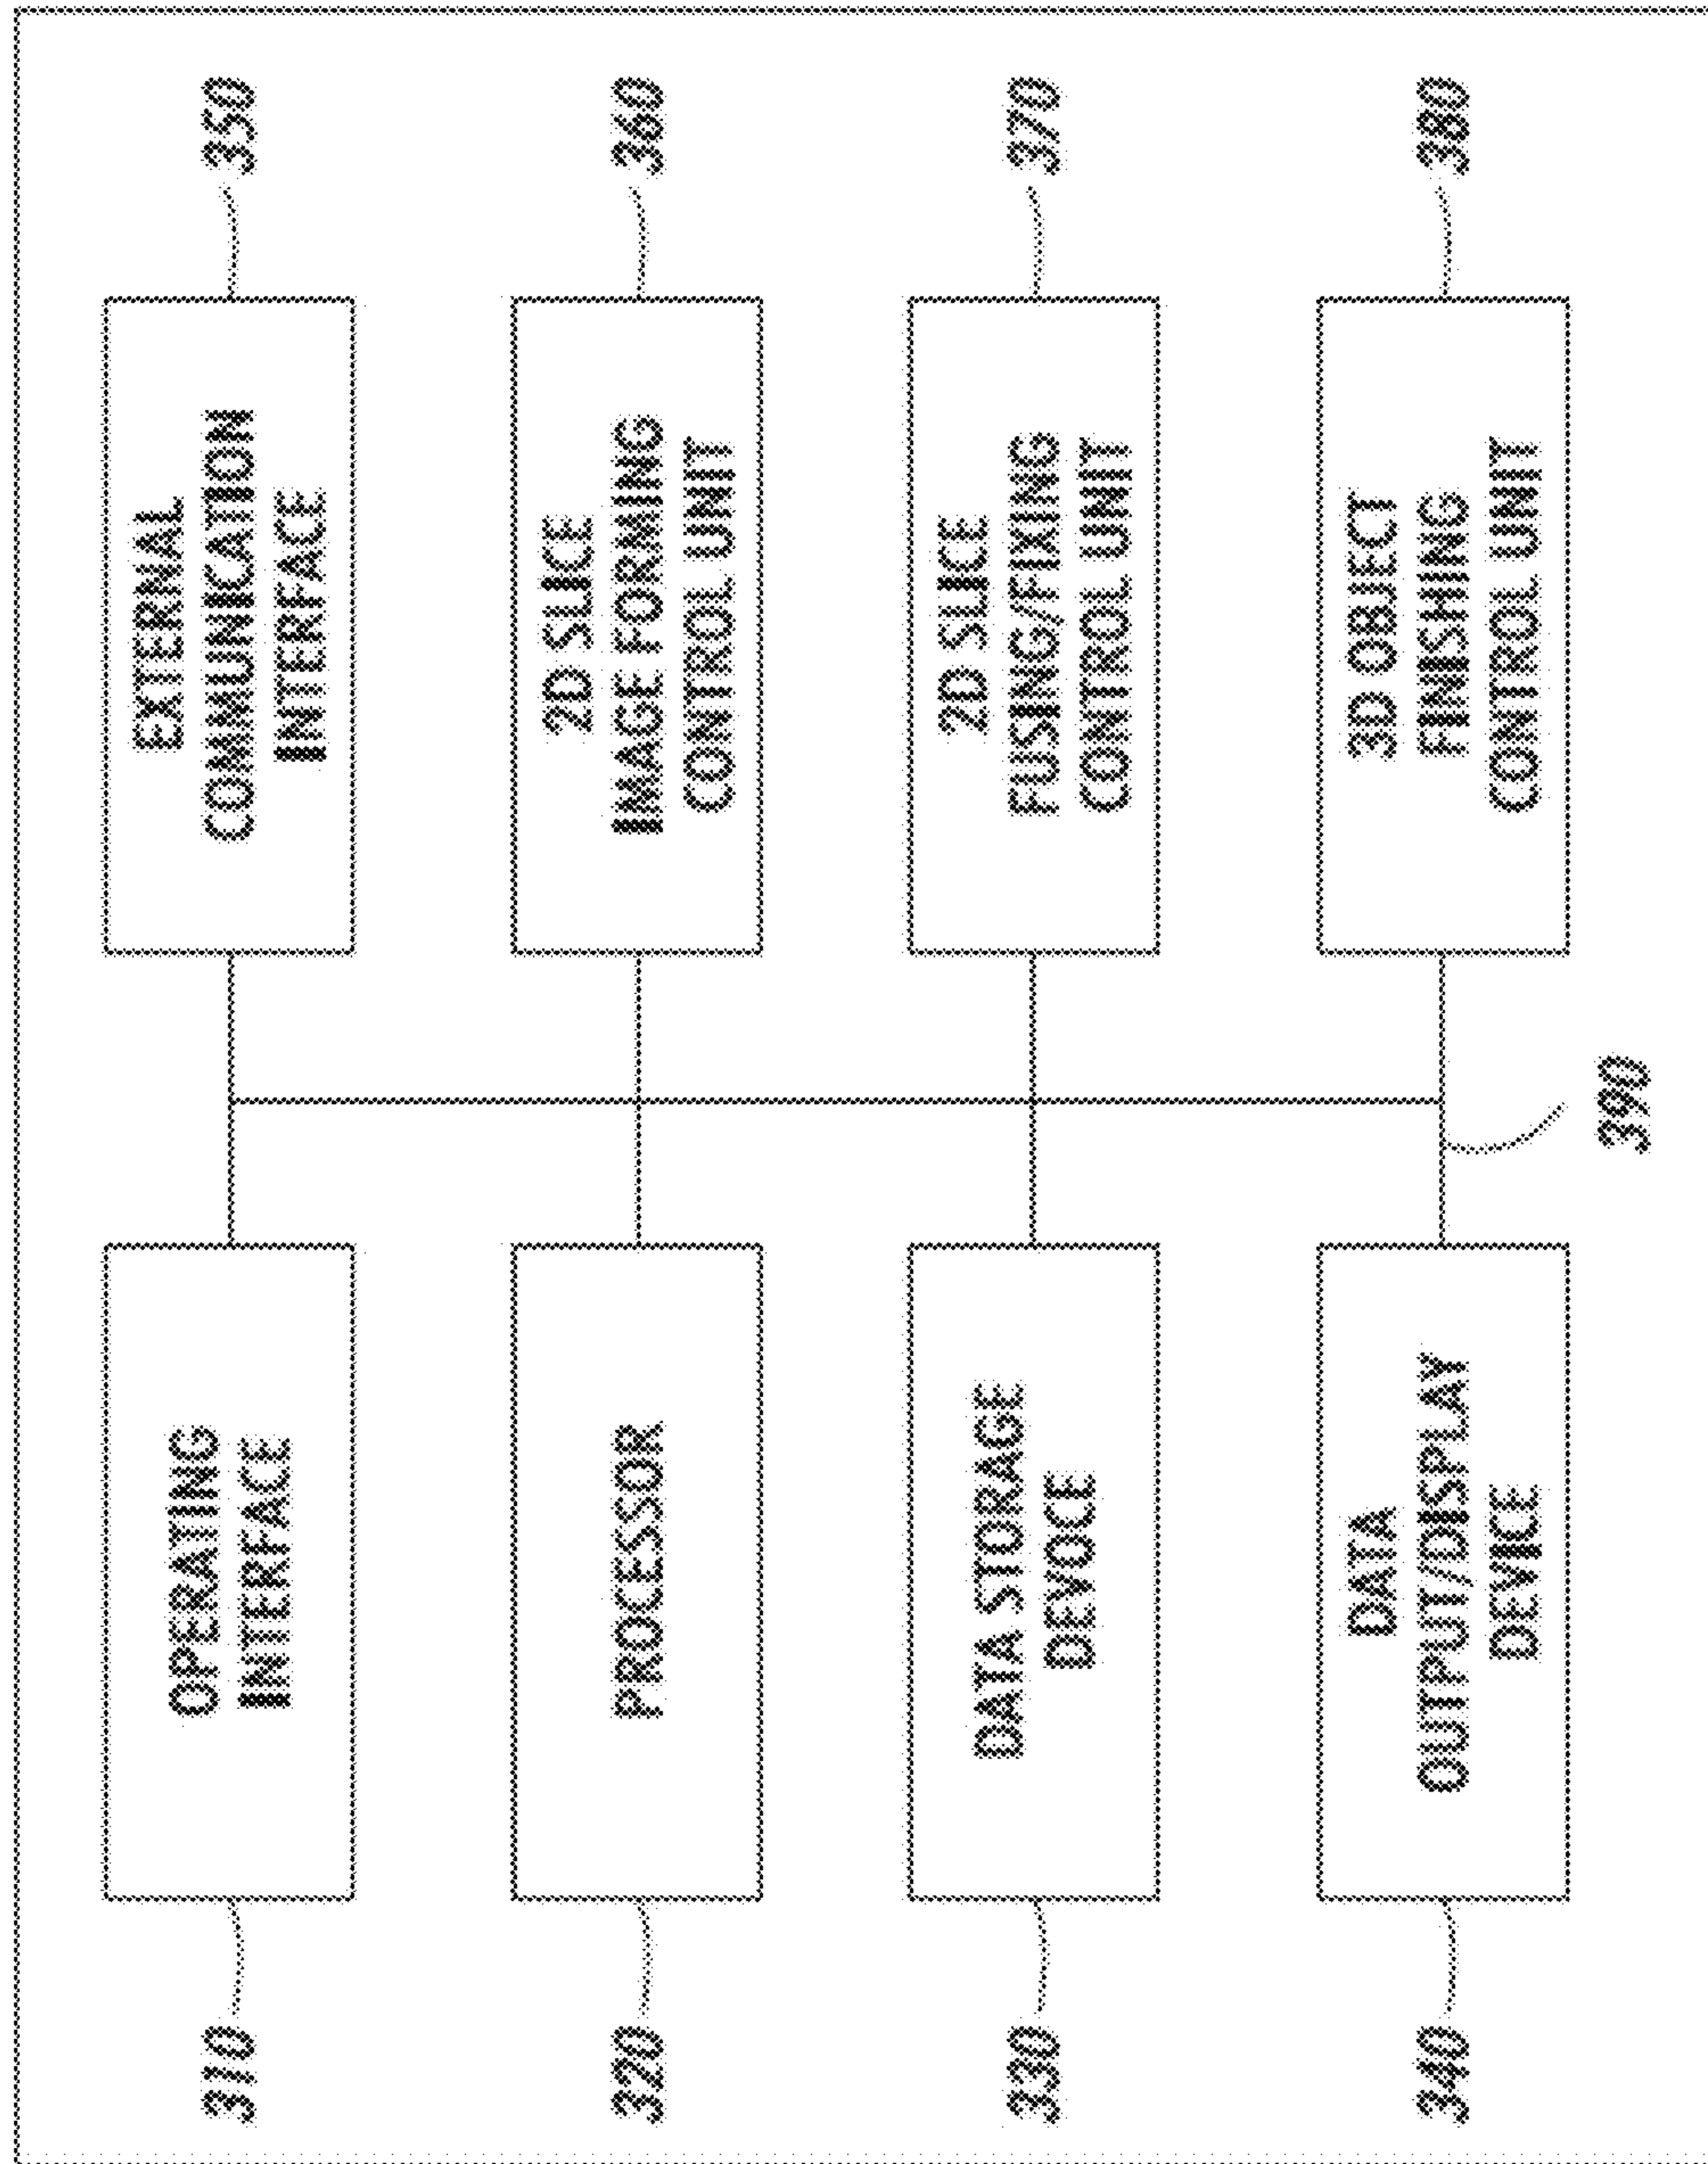 310
OPERATING
INTERFACE
EXTERNAL
COMMUNICATION
INTERFACE
350
320
PROCESSOR
2D SLICE
IMAGE FORMING
CONTROL UNIT
360
330
DATA STORAGE
DEVOCE
2D SLICE
FUSING/FIXING
CONTROL UNIT
370
340
DATA
OUTPUT/DISPLAY
DEVICE
3D OBJECT
FINISHING
CONTROL UNIT
380
390